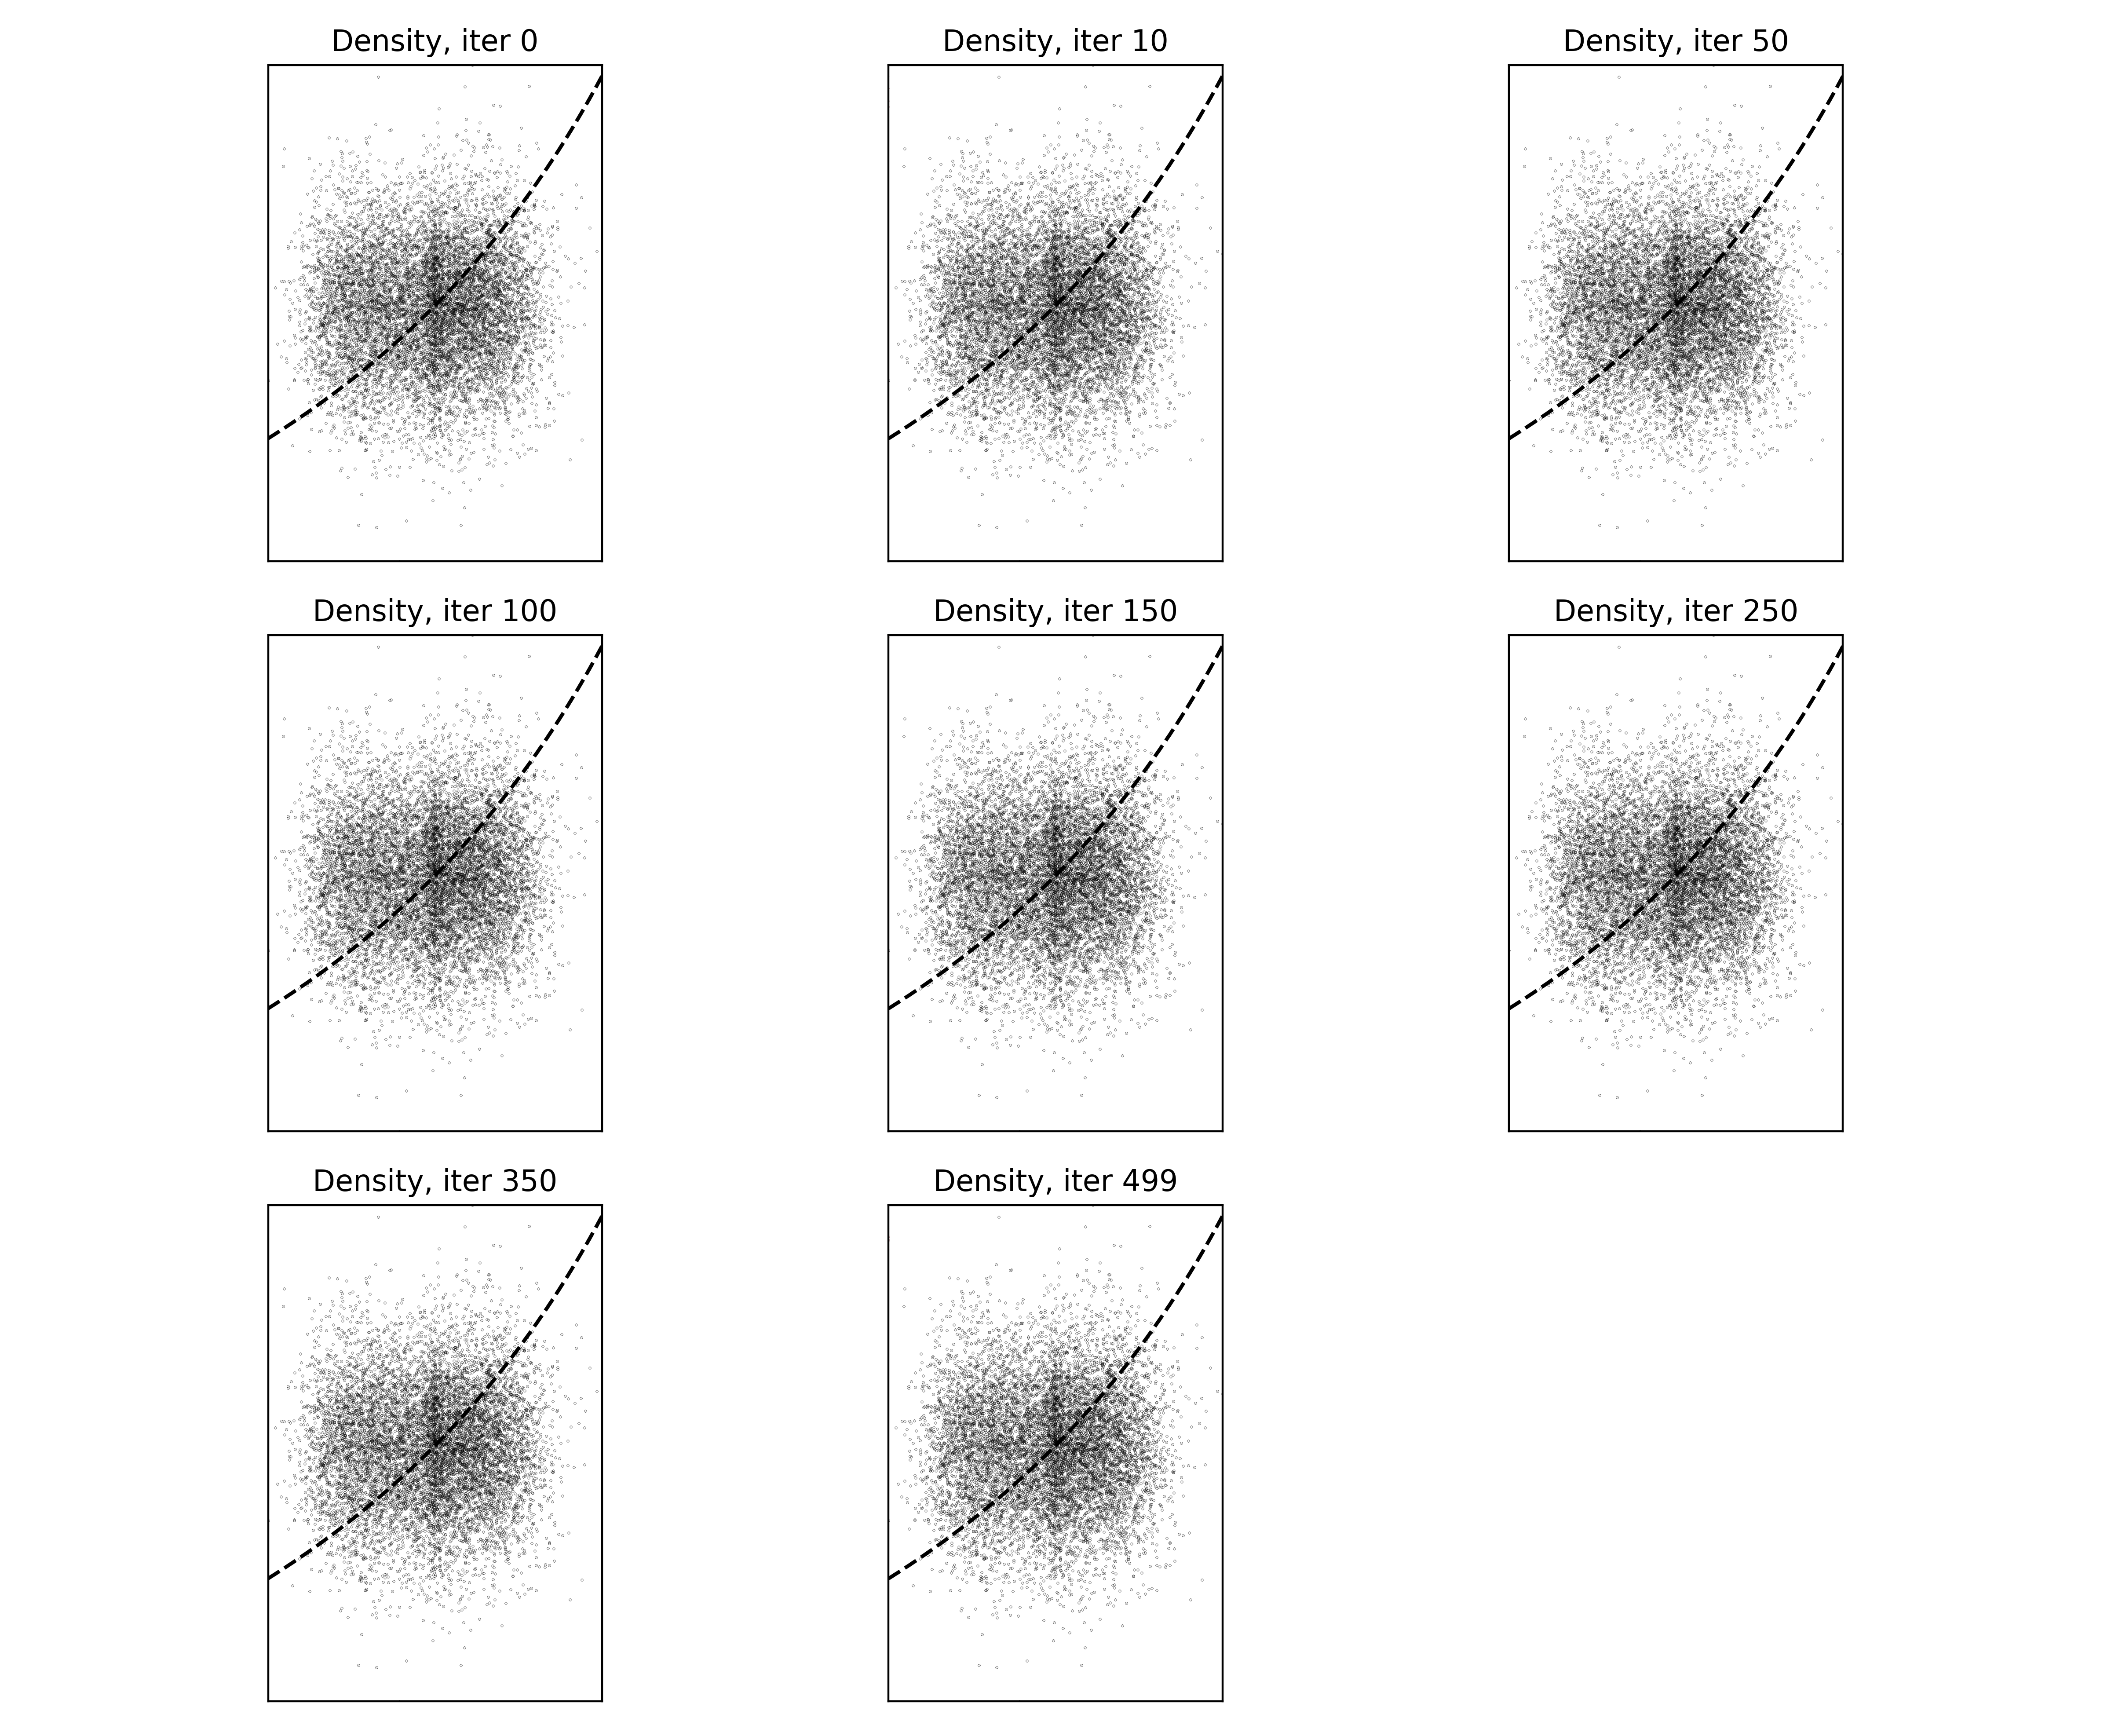 Density, iter 0
Density, iter 10
Density, iter 50
Density, iter 100
Density, iter 150
Density, iter 250
Density, iter 350
Density, iter 499